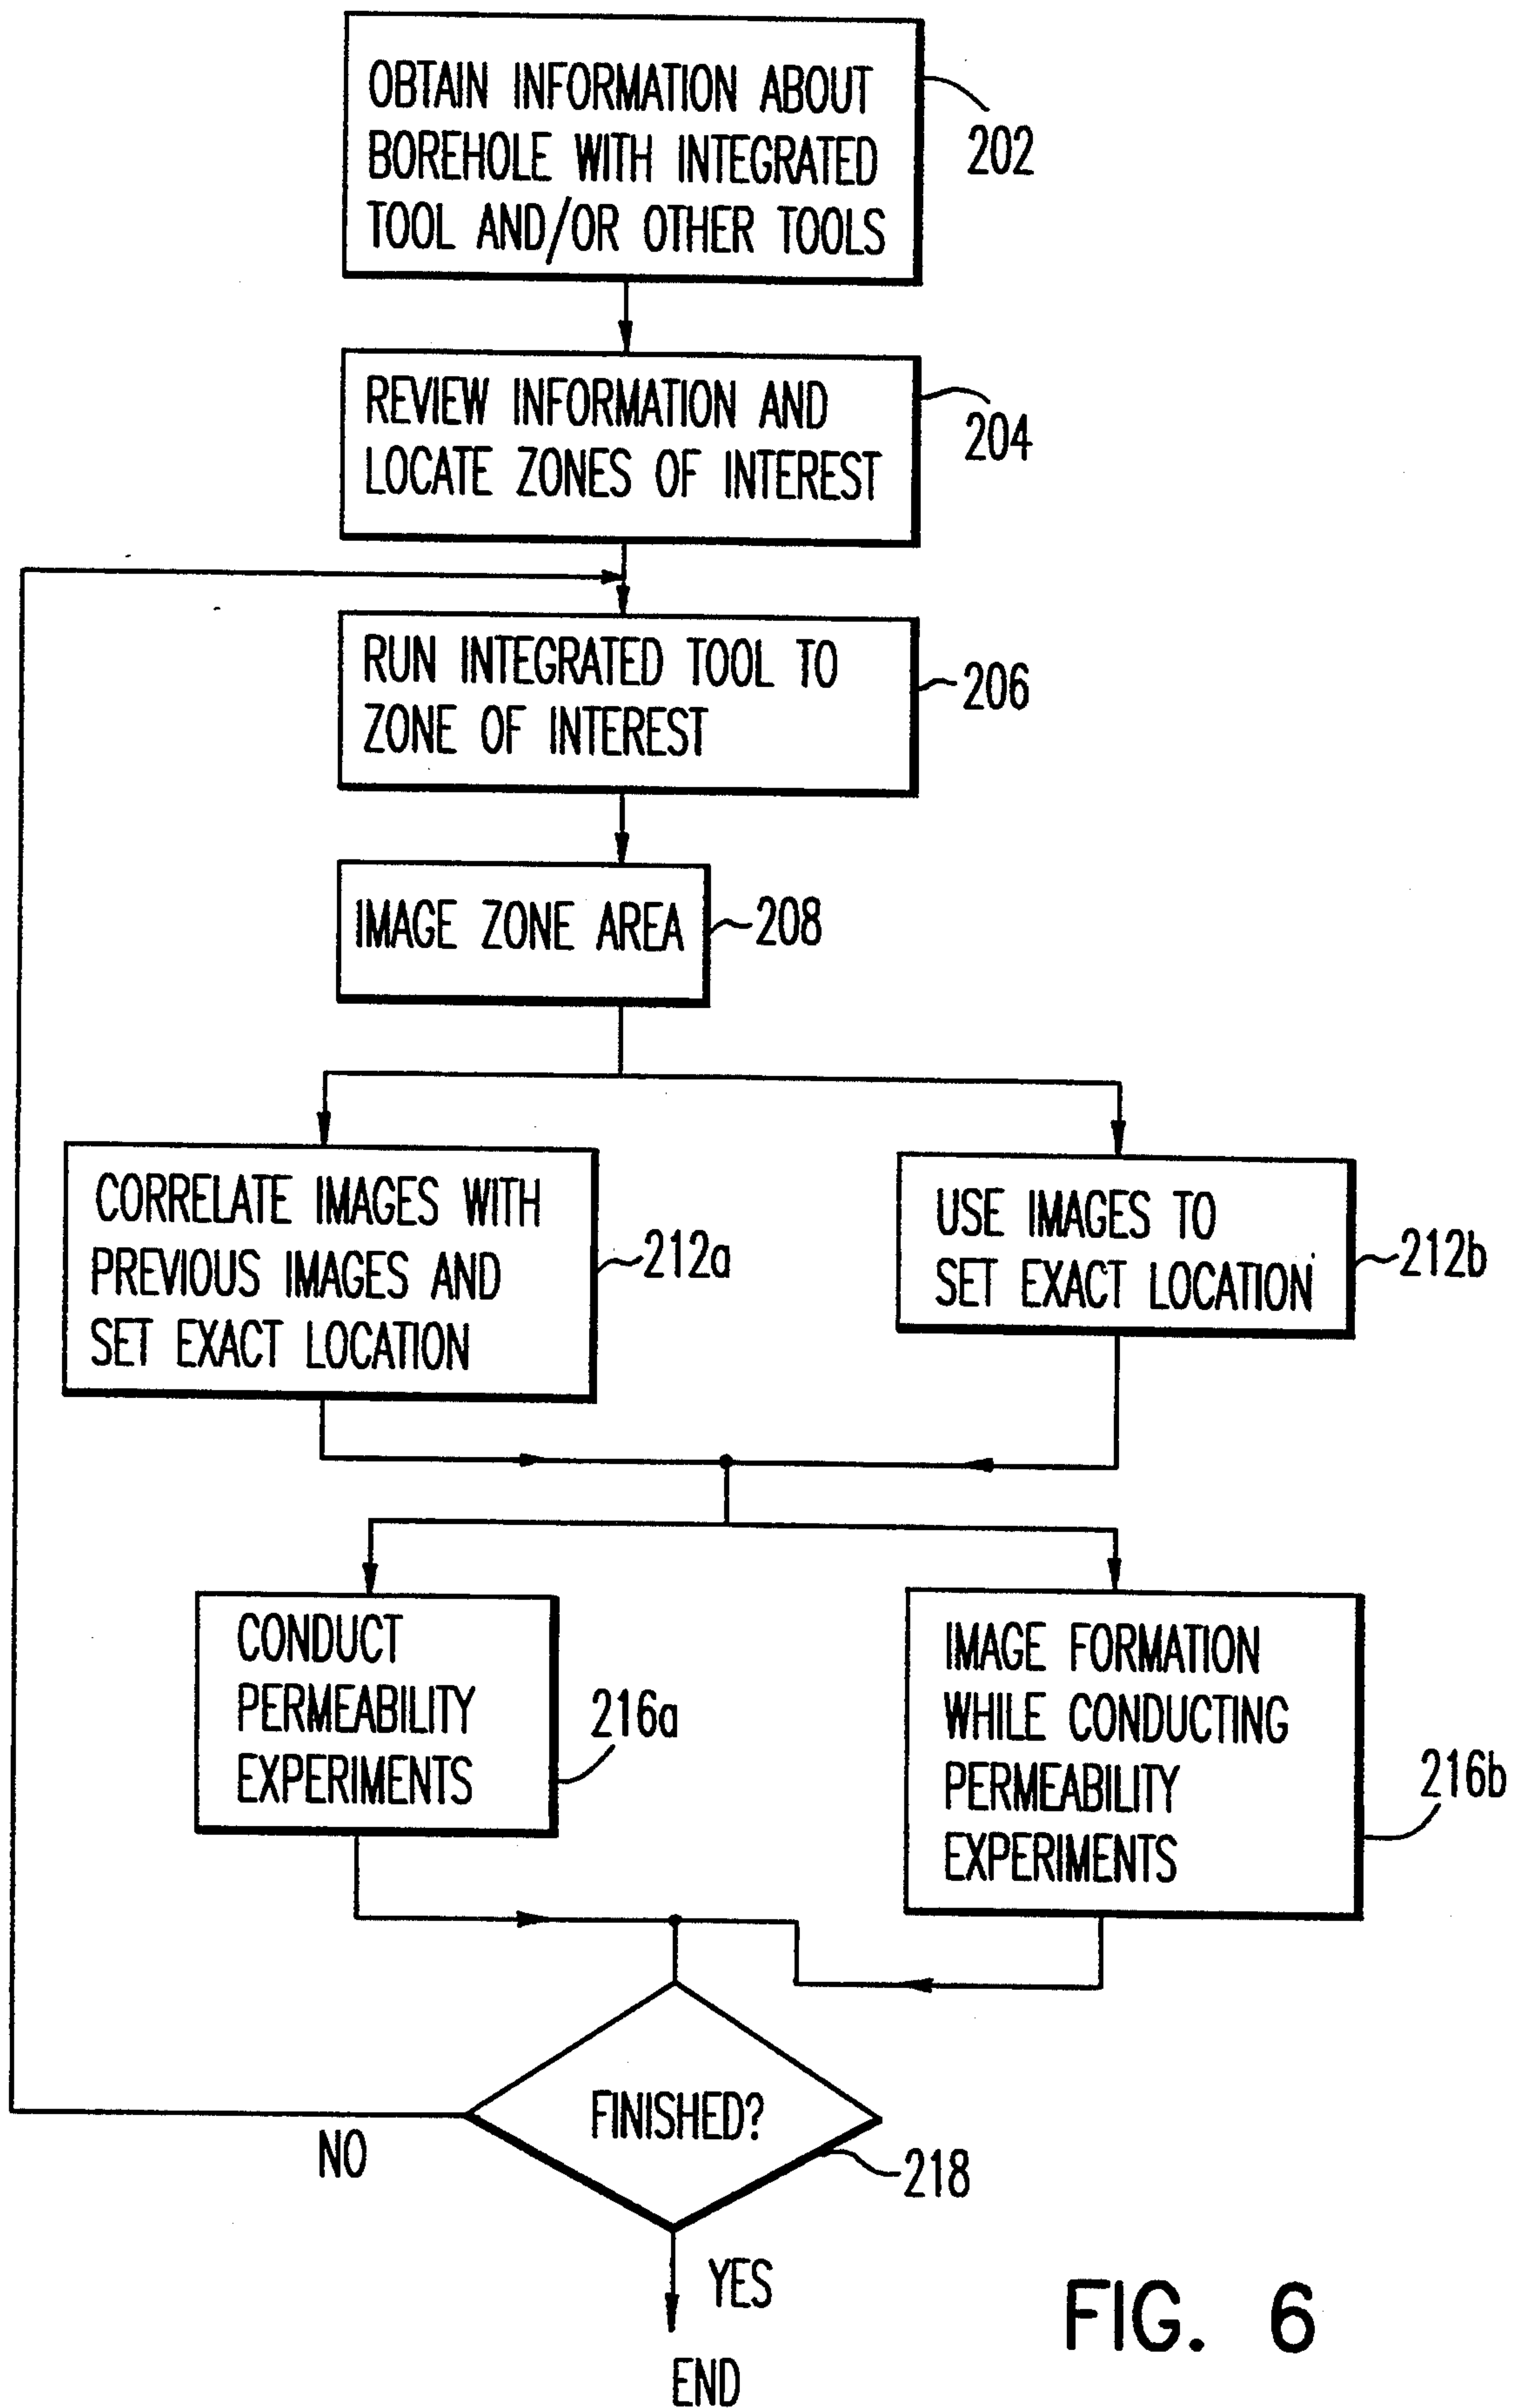 OBTAIN INFORMATION ABOUT
BOREHOLE WITH INTEGRATED
TOOL AND/OR OTHER TOOLS
202
REVIEW INFORMATION AND
LOCATE ZONES OF INTEREST
204
RUN INTEGRATED TOOL TO
ZONE OF INTEREST
206
IMAGE ZONE AREA
208
CORRELATE IMAGES WITH
PREVIOUS IMAGES AND
SET EXACT LOCATION
212a
USE IMAGES TO
SET EXACT LOCATION
212b
CONDUCT
PERMEABILITY
EXPERIMENTS
216a
IMAGE FORMATION
WHILE CONDUCTING
PERMEABILITY
EXPERIMENTS
216b
FINISHED?
218
NO
YES
END
FIG. 6